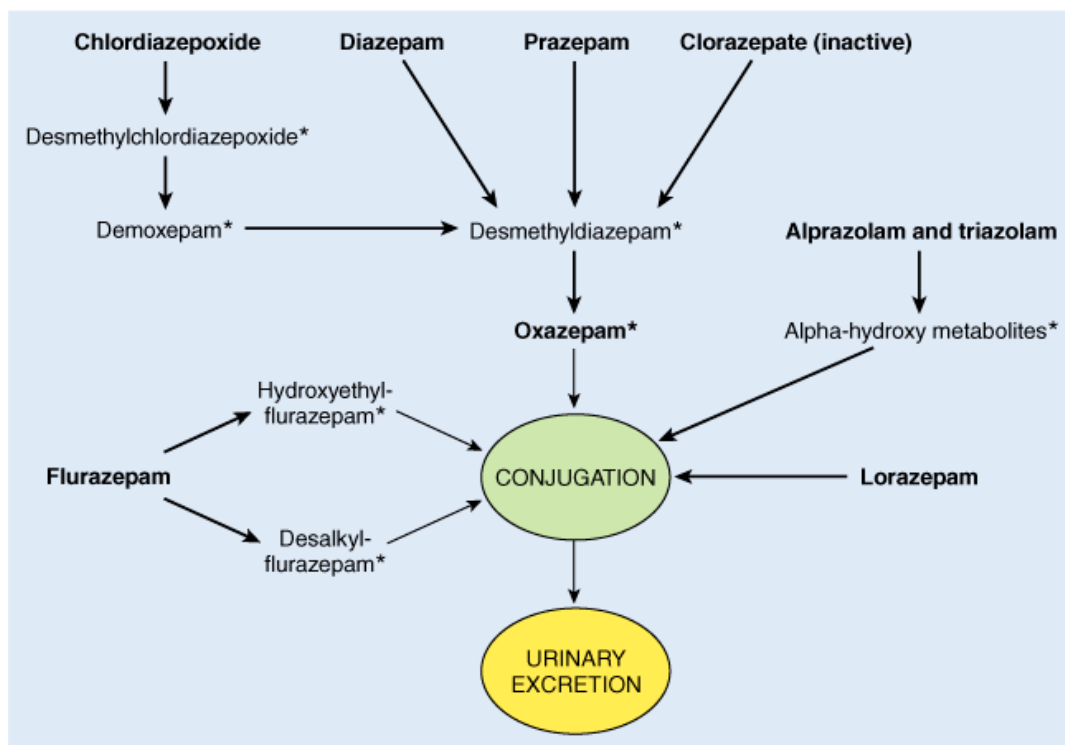 Chlordiazepoxide
Diazepam
Prazepam
Clorazepate (inactive)
Desmethylchlordiazepoxide*
Demoxepam*
Desmethyldiazepam*
Alprazolam and triazolam
Oxazepam*
Alpha-hydroxy metabolites*
Hydroxyethyl-
flurazepam*
Flurazepam
CONJUGATION
Lorazepam
Desalkyl-
flurazepam*
URINARY
EXCRETION